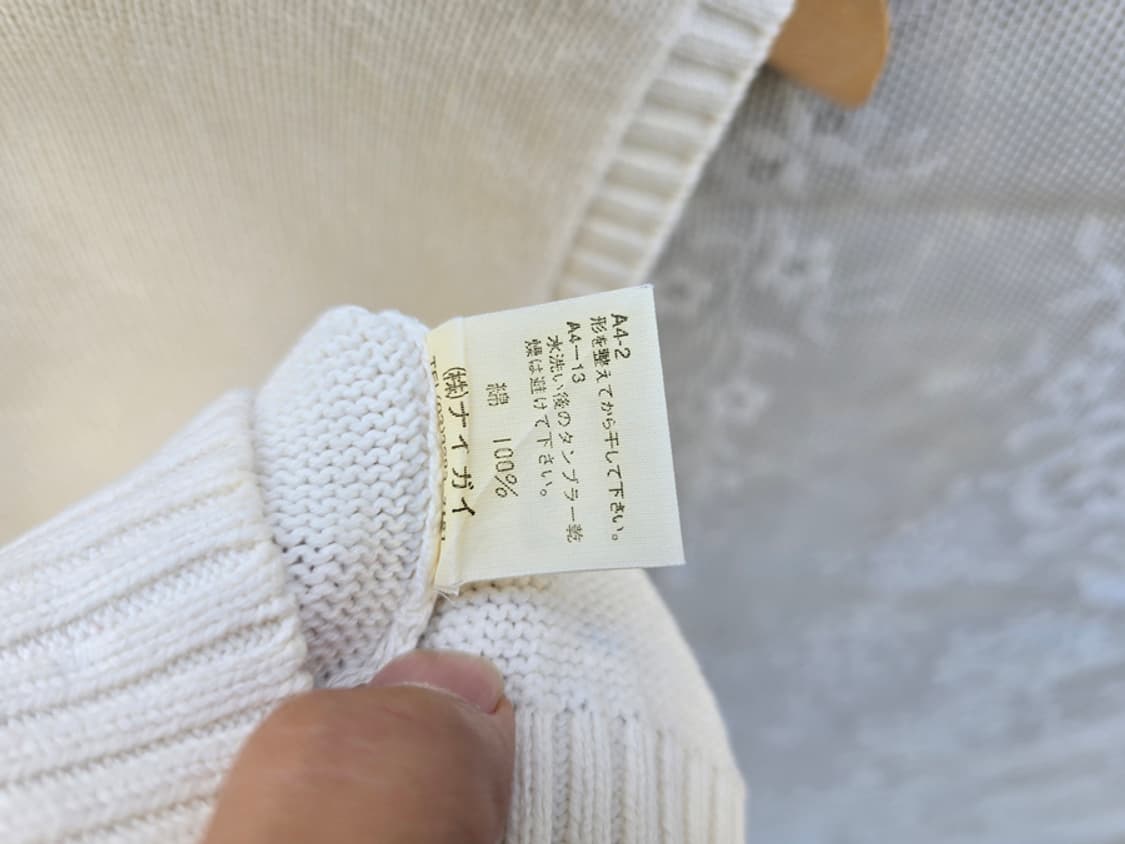 A4-2
形を整えてから干して下さい。
A4-13
水洗い後のタンブラー乾
燥は避けて下さい。
綿 100%
(株)ナイガイ